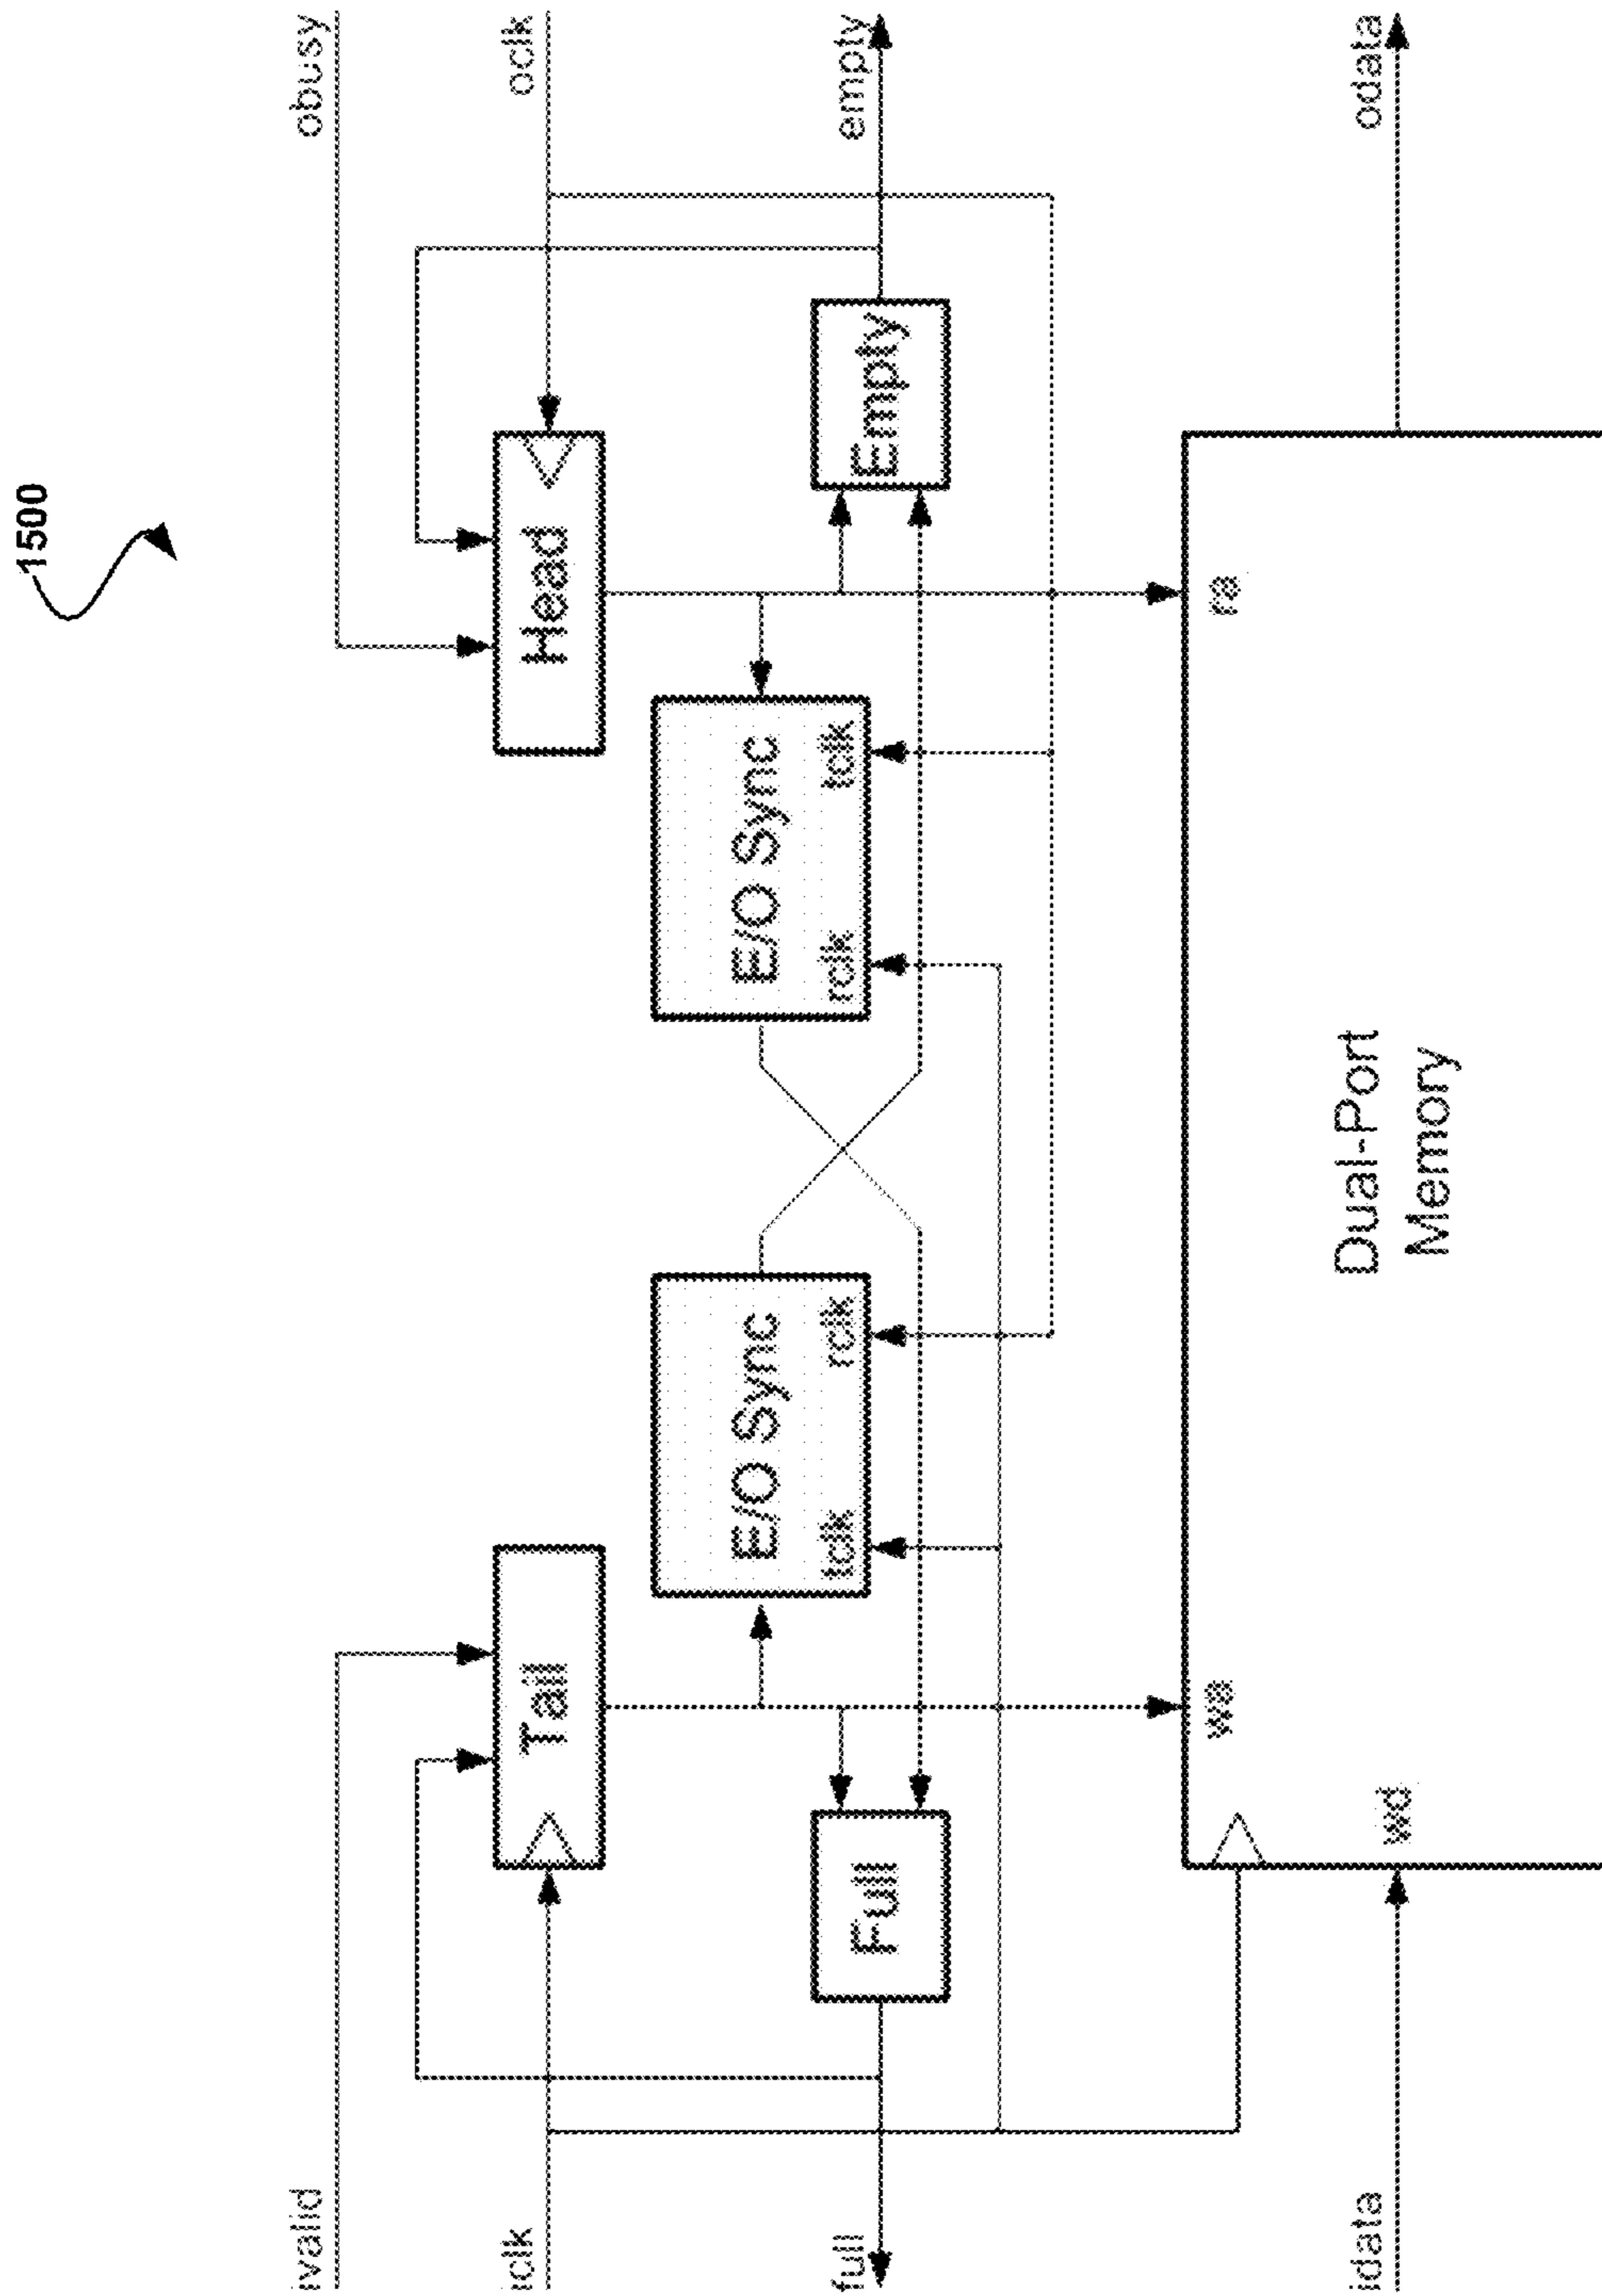 1500
ivalid
obusy
iclk
Tail
Head
oclk
E/O Sync
tclk
rclk
E/O Sync
rclk
tclk
full
Full
Empty
empty
wa
ra
idata
wd
Dual-Port
Memory
odata